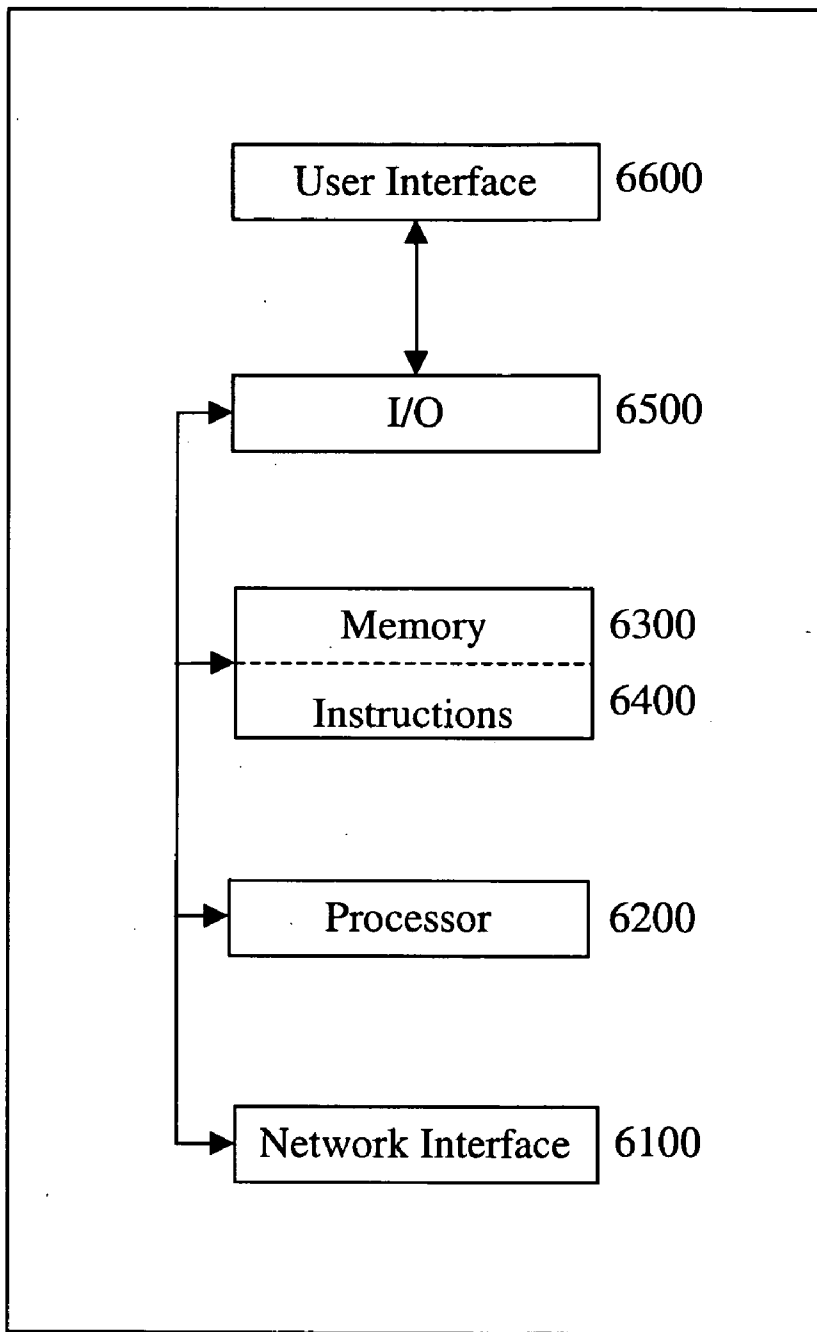 User Interface 6600
I/O 6500
Memory 6300
Instructions 6400
Processor 6200
Network Interface 6100